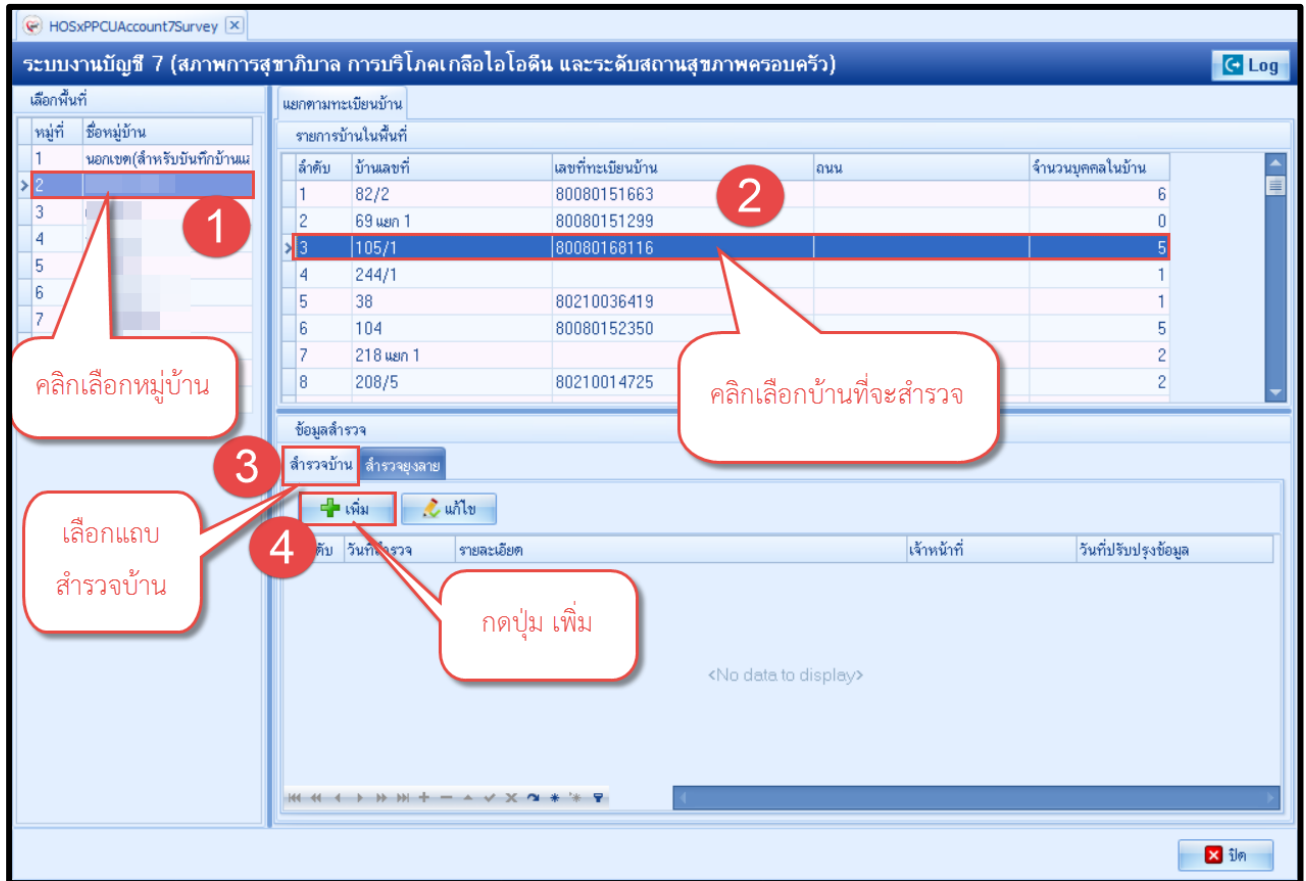 HOSxPPCUAccount7Survey
ระบบงานบัญชี 7 (สภาพการสุขาภิบาล การบริโภคเกลือไอโอดีน และระดับสถานสุขภาพครอบครัว)
Log
เลือกพื้นที่
หมู่ที่ ชื่อหมู่บ้าน
1 นอกเขต(สำหรับบันทึกบ้านแล
2
3
4
5
6
7
1
คลิกเลือกหมู่บ้าน
แยกตามทะเบียนบ้าน
รายการบ้านในพื้นที่
ลำดับ บ้านเลขที่ เลขที่ทะเบียนบ้าน ถนน จำนวนบุคคลในบ้าน
1 82/2 80080151663 6
2 69 แยก 1 80080151299 0
3 105/1 80080168116 5
4 244/1 1
5 38 80210036419 1
6 104 80080152350 5
7 218 แยก 1 2
8 208/5 80210014725 2
2
คลิกเลือกบ้านที่จะสำรวจ
ข้อมูลสำรวจ
3
สำรวจบ้าน สำรวจยุงลาย
เลือกแถบ
สำรวจบ้าน
เพิ่ม แก้ไข
4
วันที่สำรวจ รายละเอียด เจ้าหน้าที่ วันที่ปรับปรุงข้อมูล
กดปุ่ม เพิ่ม
<No data to display>
ปิด